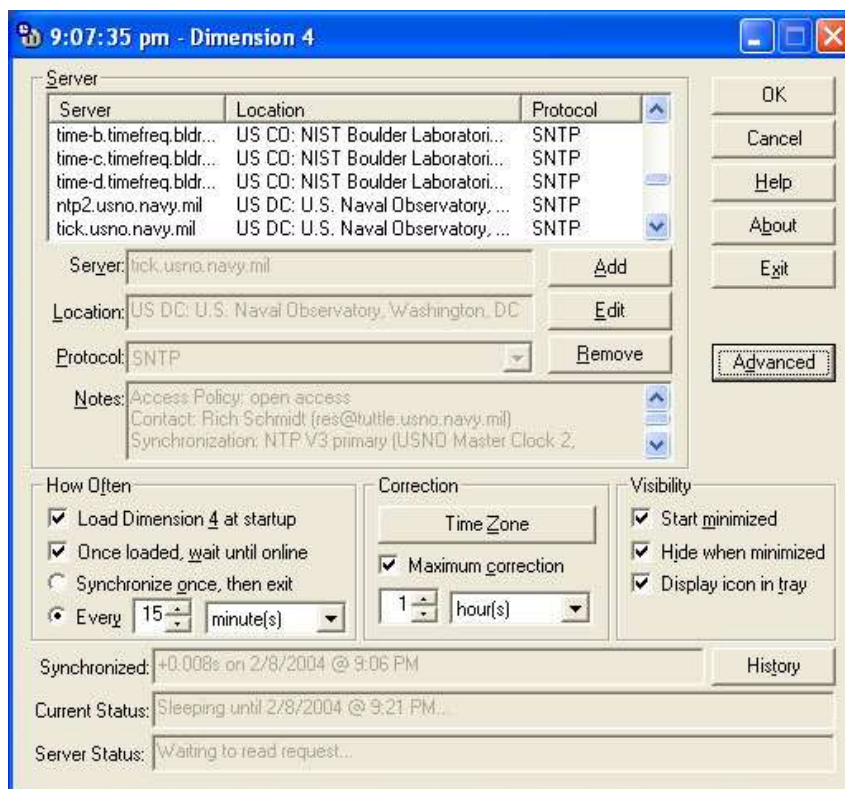 9:07:35 pm - Dimension 4
Server
Server Location Protocol
time-b.timefreq.bldr... US CO: NIST Boulder Laboratori... SNTP
time-c.timefreq.bldr... US CO: NIST Boulder Laboratori... SNTP
time-d.timefreq.bldr... US CO: NIST Boulder Laboratori... SNTP
ntp2.usno.navy.mil US DC: U.S. Naval Observatory, ... SNTP
tick.usno.navy.mil US DC: U.S. Naval Observatory, ... SNTP
OK
Cancel
Help
About
Exit
Server: tick.usno.navy.mil Add
Location: US DC: U.S. Naval Observatory, Washington, DC Edit
Protocol: SNTP Remove
Advanced
Notes: Access Policy: open access
Contact: Rich Schmidt (res@tuttle.usno.navy.mil)
Synchronization: NTP V3 primary (USNO Master Clock 2,
How Often
Load Dimension 4 at startup
Once loaded, wait until online
Synchronize once, then exit
Every 15 minute(s)
Correction
Time Zone
Maximum correction
1 hour(s)
Visibility
Start minimized
Hide when minimized
Display icon in tray
Synchronized: +0.008s on 2/8/2004 @ 9:06 PM History
Current Status: Sleeping until 2/8/2004 @ 9:21 PM...
Server Status: Waiting to read request...